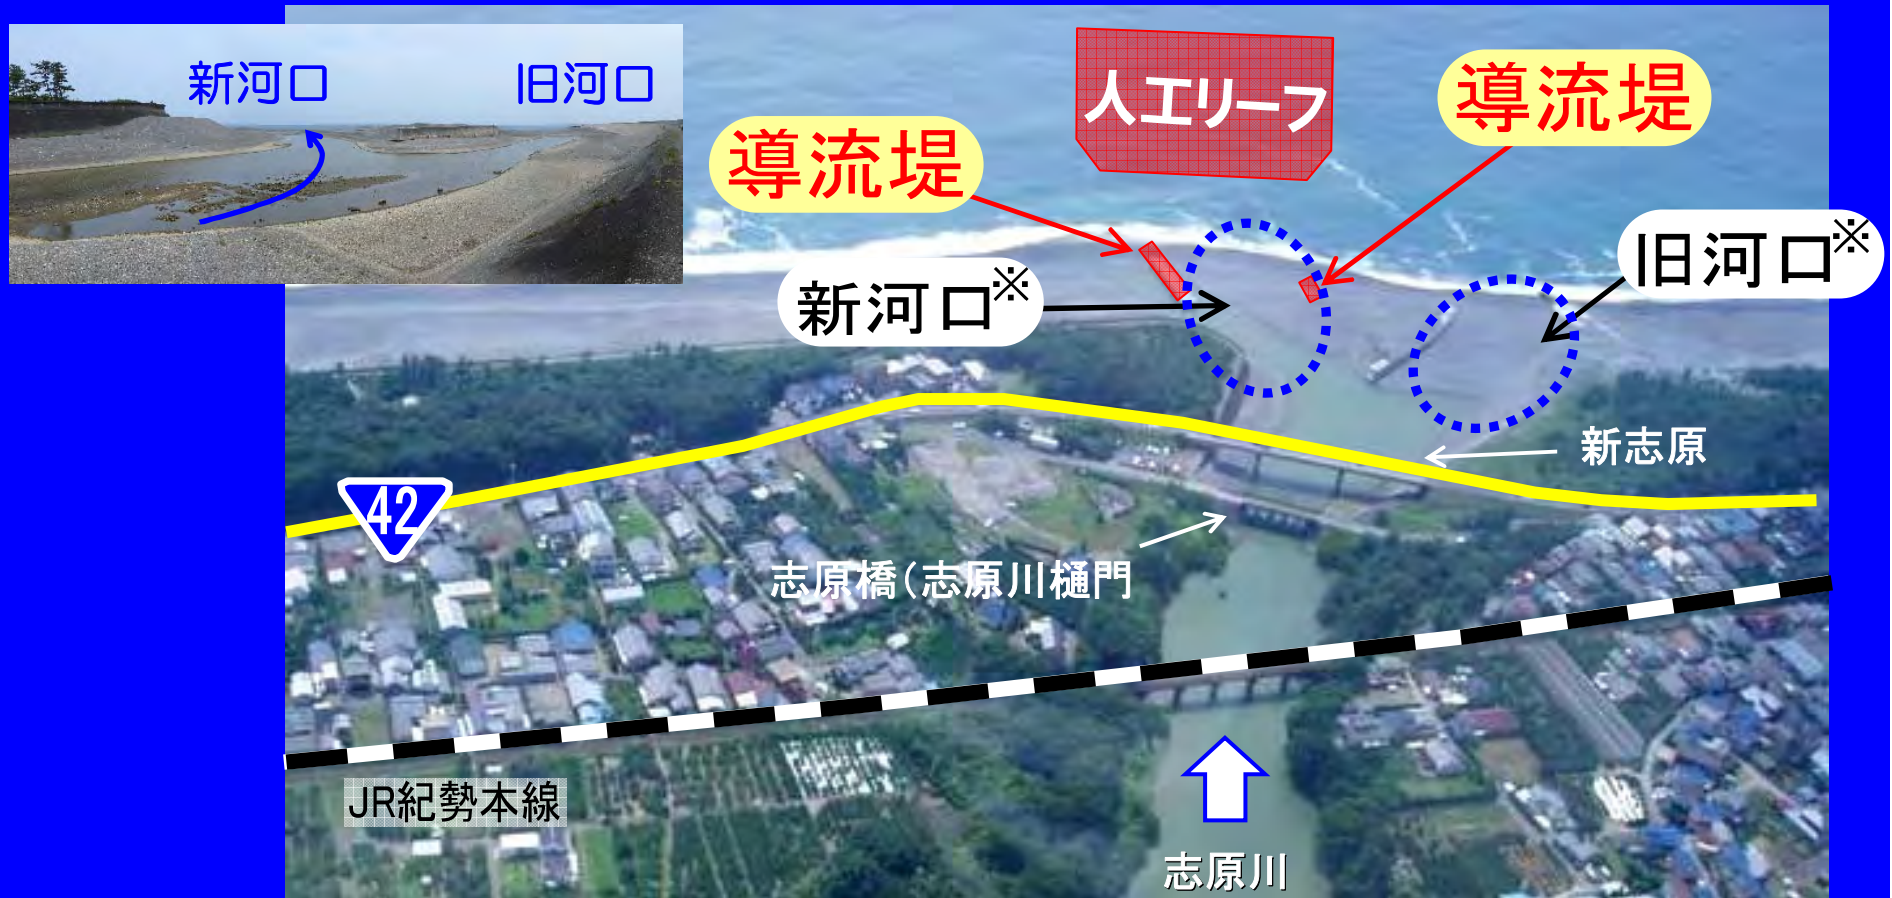 新河口
旧河口
人工リーフ
導流堤
導流堤
旧河口※
新河口※
新志原
42
志原橋（志原川樋門
JR紀勢本線
志原川